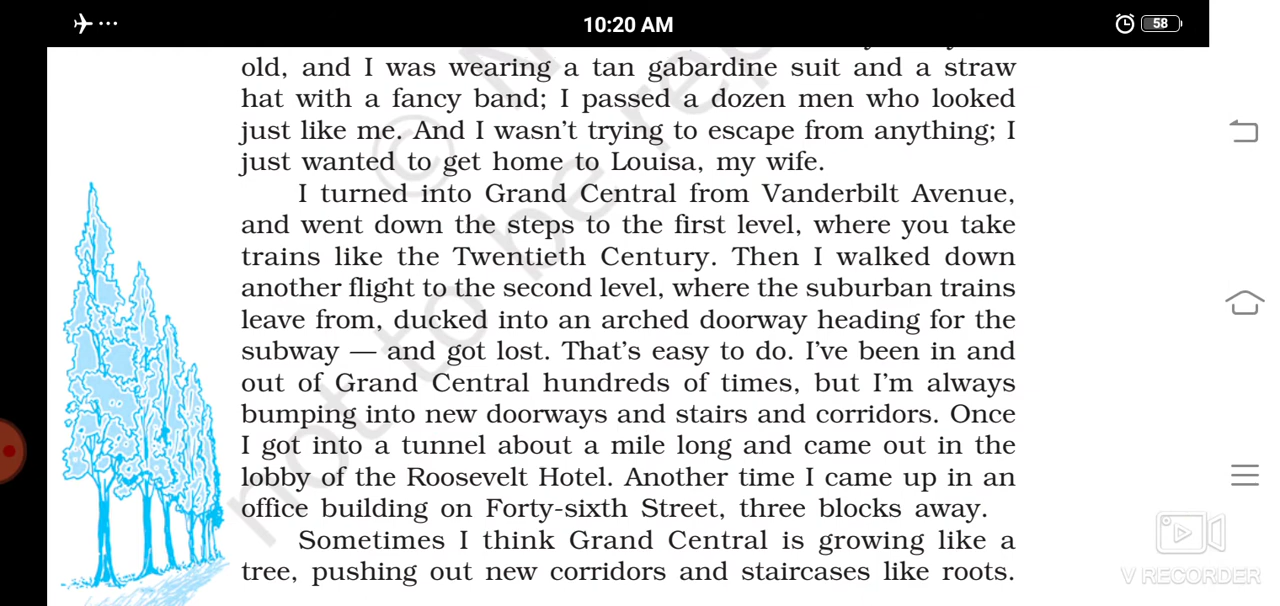 10:20 AM
58
old, and I was wearing a tan gabardine suit and a straw
hat with a fancy band; I passed a dozen men who looked
just like me. And I wasn't trying to escape from anything; I
just wanted to get home to Louisa, my wife.
I turned into Grand Central from Vanderbilt Avenue,
and went down the steps to the first level, where you take
trains like the Twentieth Century. Then I walked down
another flight to the second level, where the suburban trains
leave from, ducked into an arched doorway heading for the
subway — and got lost. That's easy to do. I've been in and
out of Grand Central hundreds of times, but I'm always
bumping into new doorways and stairs and corridors. Once
I got into a tunnel about a mile long and came out in the
lobby of the Roosevelt Hotel. Another time I came up in an
office building on Forty-sixth Street, three blocks away.
Sometimes I think Grand Central is growing like a
tree, pushing out new corridors and staircases like roots.
© N
not to be re
V RECORDER